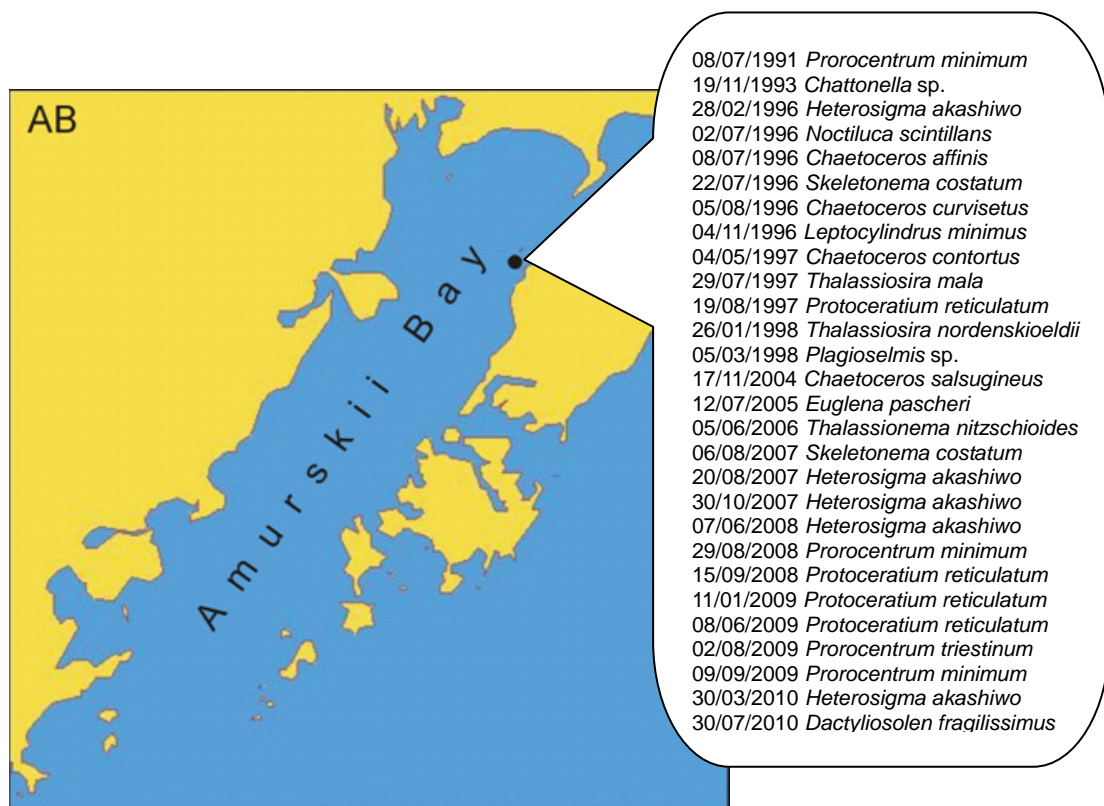 AB
Amurskii Bay
08/07/1991 Prorocentrum minimum
19/11/1993 Chattonella sp.
28/02/1996 Heterosigma akashiwo
02/07/1996 Noctiluca scintillans
08/07/1996 Chaetoceros affinis
22/07/1996 Skeletonema costatum
05/08/1996 Chaetoceros curvisetus
04/11/1996 Leptocylindrus minimus
04/05/1997 Chaetoceros contortus
29/07/1997 Thalassiosira mala
19/08/1997 Protoceratium reticulatum
26/01/1998 Thalassiosira nordenskioeldii
05/03/1998 Plagioselmis sp.
17/11/2004 Chaetoceros salsugineus
12/07/2005 Euglena pascheri
05/06/2006 Thalassionema nitzschioides
06/08/2007 Skeletonema costatum
20/08/2007 Heterosigma akashiwo
30/10/2007 Heterosigma akashiwo
07/06/2008 Heterosigma akashiwo
29/08/2008 Prorocentrum minimum
15/09/2008 Protoceratium reticulatum
11/01/2009 Protoceratium reticulatum
08/06/2009 Protoceratium reticulatum
02/08/2009 Prorocentrum triestinum
09/09/2009 Prorocentrum minimum
30/03/2010 Heterosigma akashiwo
30/07/2010 Dactyliosolen fragilissimus